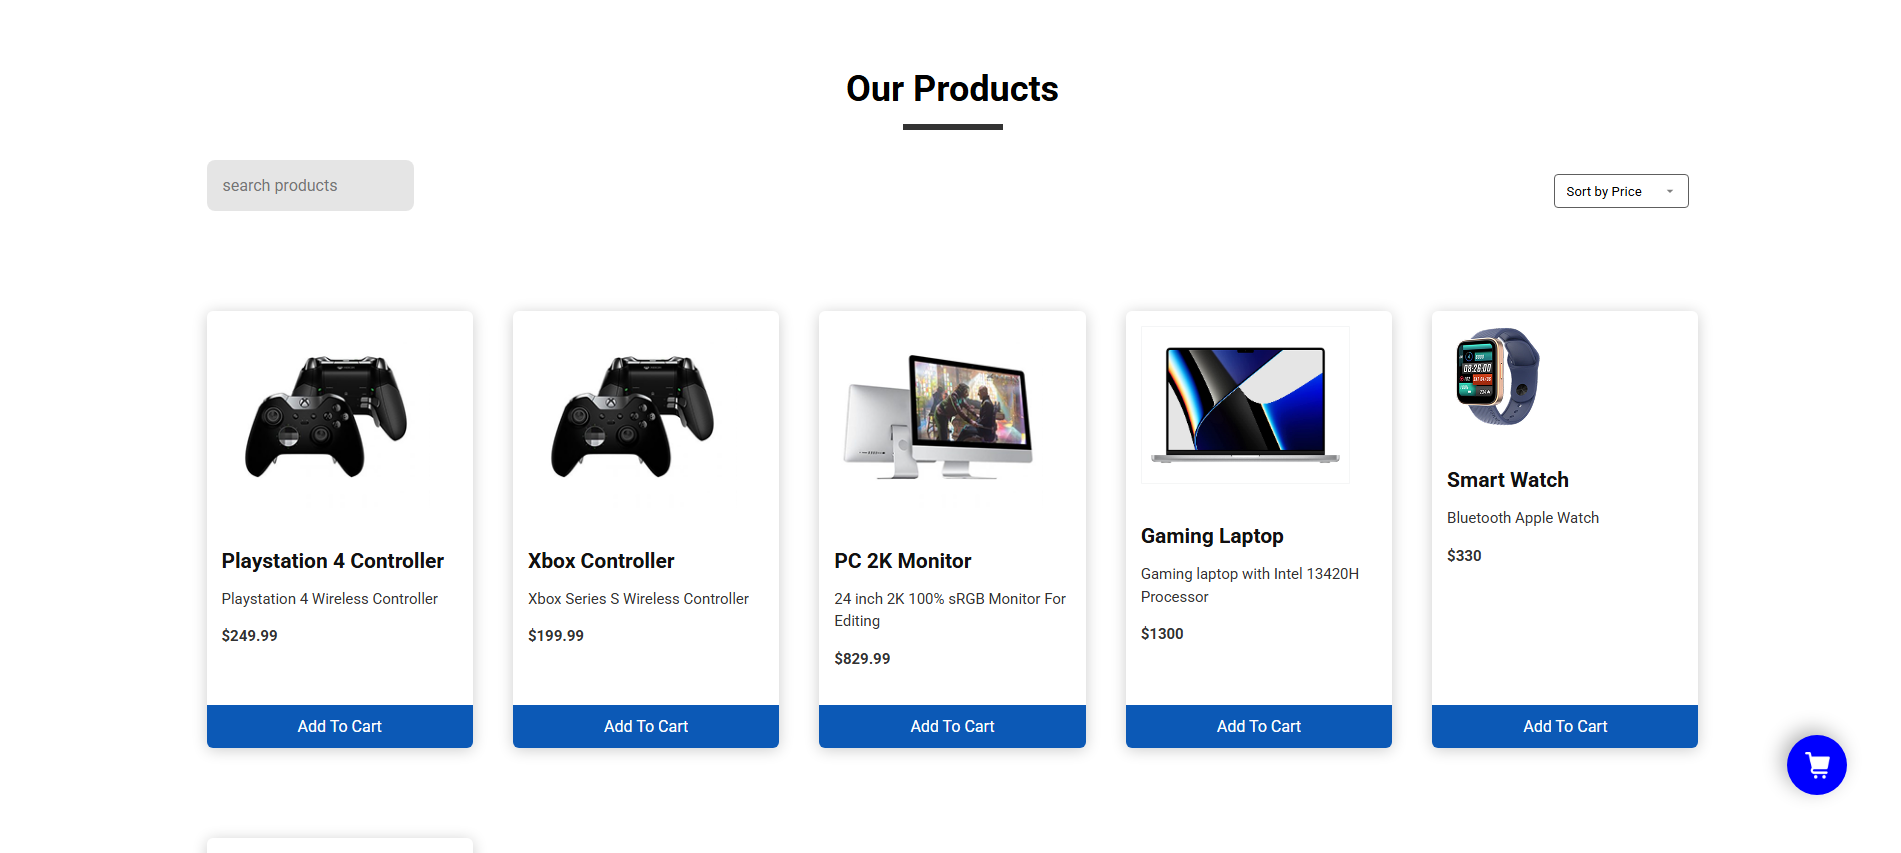 Our Products
search products
Sort by Price
Playstation 4 Controller
Playstation 4 Wireless Controller
$249.99
Add To Cart
Xbox Controller
Xbox Series S Wireless Controller
$199.99
Add To Cart
PC 2K Monitor
24 inch 2K 100% sRGB Monitor For
Editing
$829.99
Add To Cart
Gaming Laptop
Gaming laptop with Intel 13420H
Processor
$1300
Add To Cart
08:26:00
Smart Watch
Bluetooth Apple Watch
$330
Add To Cart